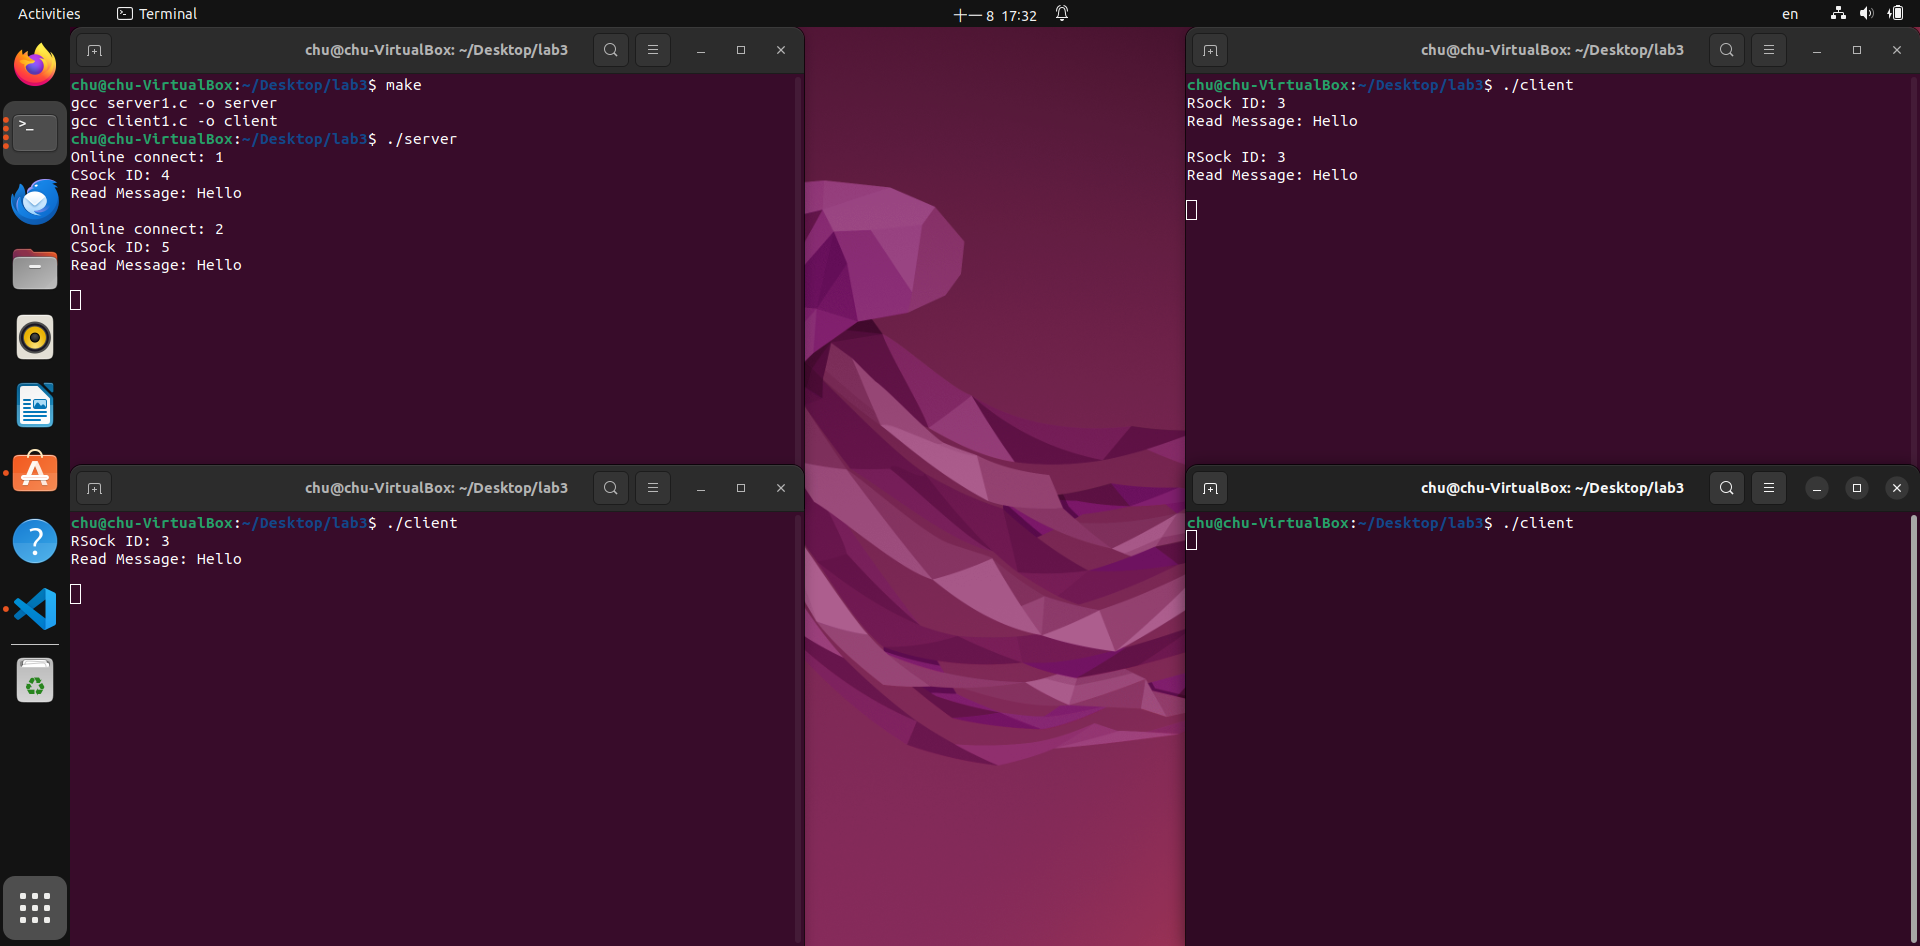 Activities
Terminal
十一 8 17:32
en
chu@chu-VirtualBox: ~/Desktop/lab3
chu@chu-VirtualBox:~/Desktop/lab3$ make
gcc server1.c -o server
gcc client1.c -o client
chu@chu-VirtualBox:~/Desktop/lab3$ ./server
Online connect: 1
CSock ID: 4
Read Message: Hello
Online connect: 2
CSock ID: 5
Read Message: Hello
chu@chu-VirtualBox: ~/Desktop/lab3
chu@chu-VirtualBox:~/Desktop/lab3$ ./client
RSock ID: 3
Read Message: Hello
RSock ID: 3
Read Message: Hello
chu@chu-VirtualBox: ~/Desktop/lab3
chu@chu-VirtualBox:~/Desktop/lab3$ ./client
RSock ID: 3
Read Message: Hello
chu@chu-VirtualBox: ~/Desktop/lab3
chu@chu-VirtualBox:~/Desktop/lab3$ ./client